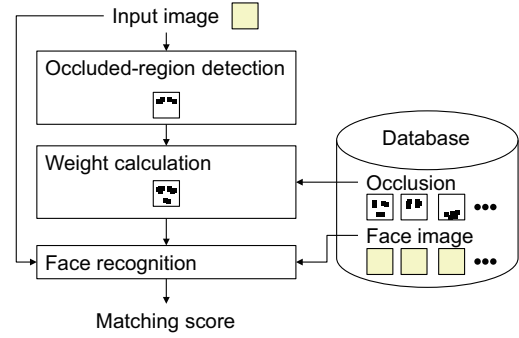 Input image
Occluded-region detection
Database
Weight calculation
Occlusion
•••
Face image
•••
Face recognition
Matching score